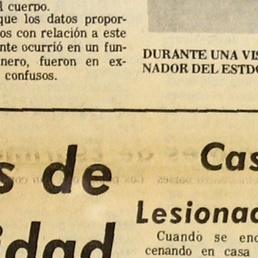 l cuerpo.
que los datos propor-
os con relación a este
nte ocurrió en un fun-
nero, fueron en ex-
confusos.
DURANTE UNA VIS
NADOR DEL ESTDO
s de
idad
Cas
Lesionad
Cuando se enc
cenando en casa